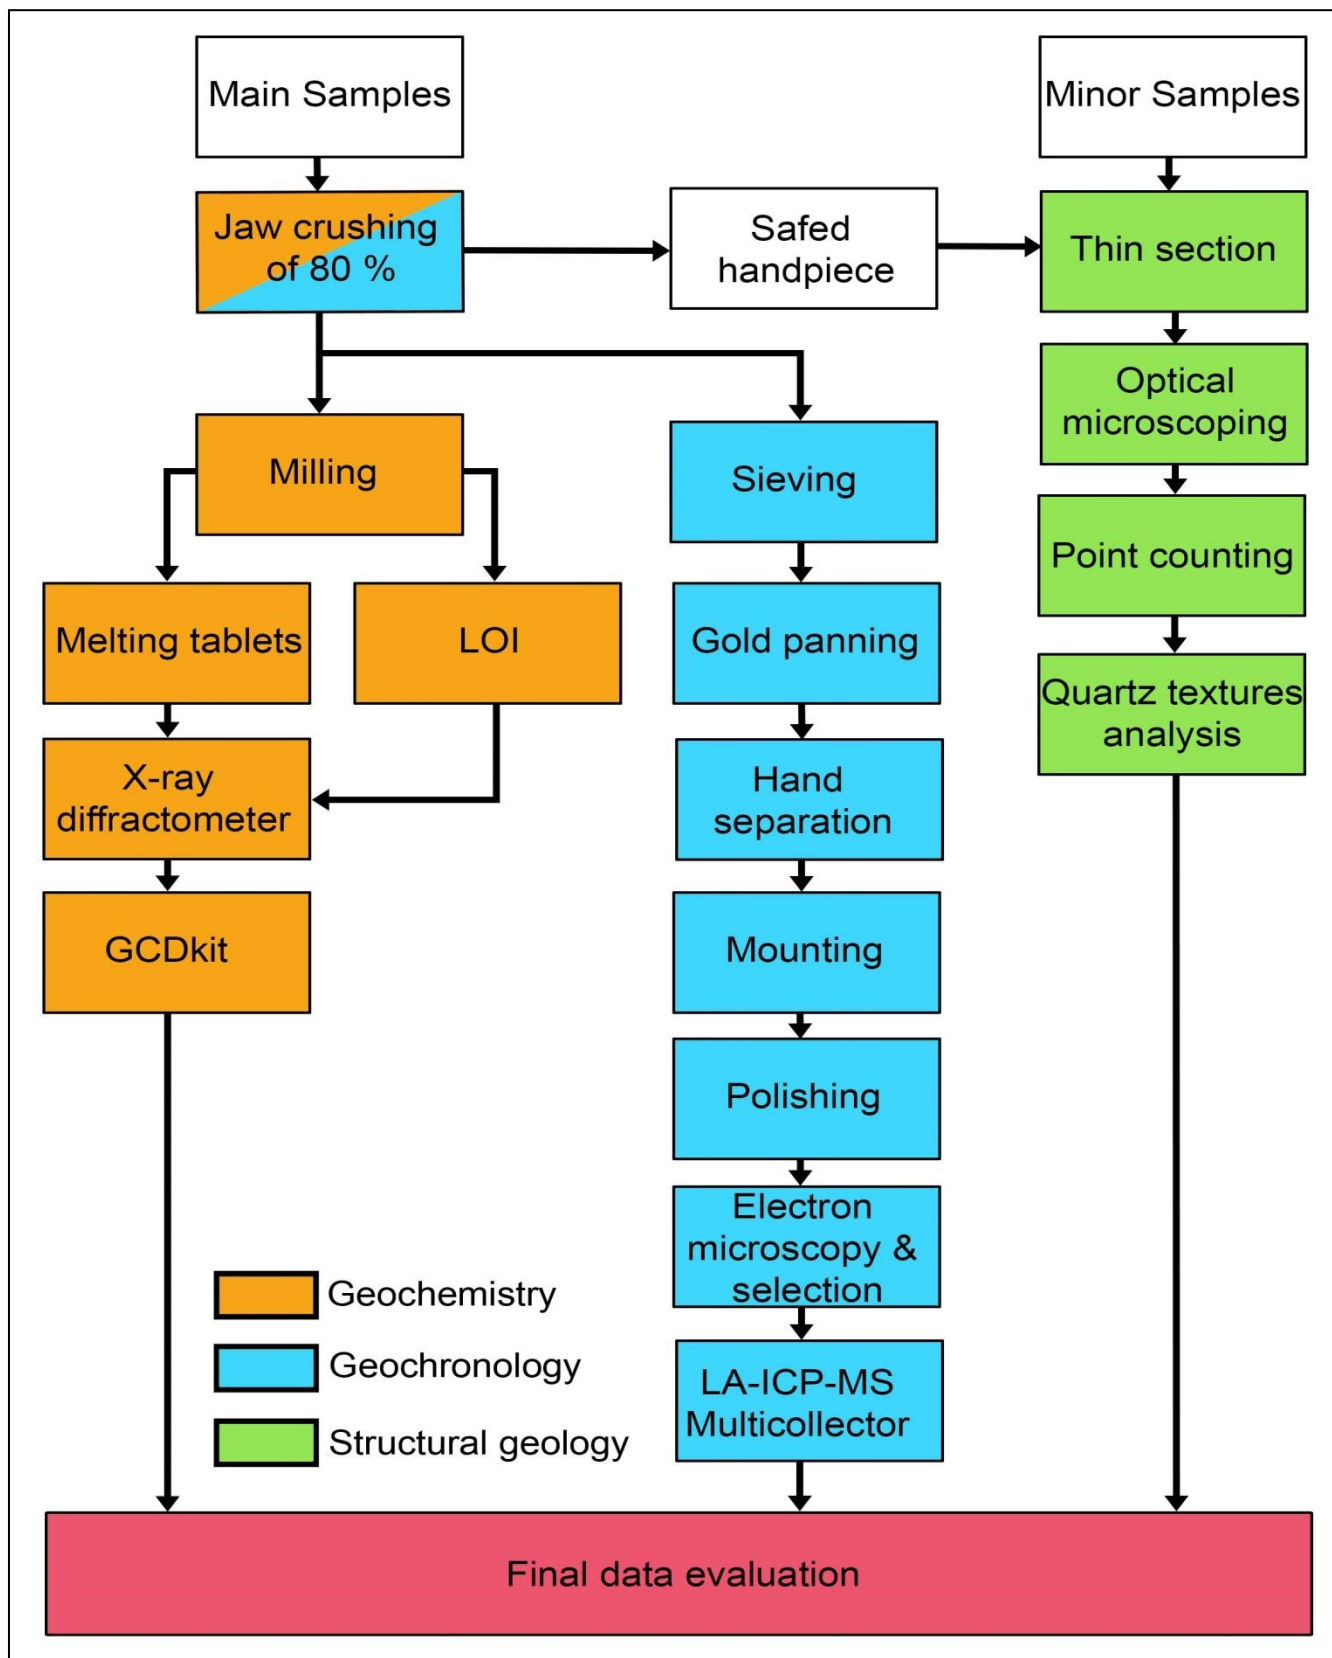 Main Samples
Minor Samples
Jaw crushing
of 80 %
Safed
handpiece
Thin section
Optical
microscoping
Milling
Sieving
Point counting
Melting tablets
LOI
Gold panning
Quartz textures
analysis
X-ray
diffractometer
Hand
separation
GCDkit
Mounting
Polishing
Electron
microscopy &
selection
Geochemistry
Geochronology
Structural geology
LA-ICP-MS
Multicollector
Final data evaluation